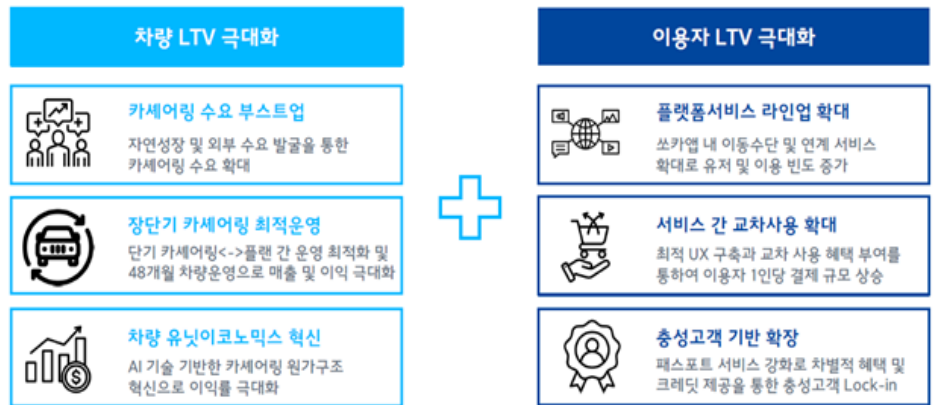 차량 LTV 극대화
카셰어링 수요 부스트업
자연성장 및 외부 수요 발굴을 통한
카셰어링 수요 확대
장단기 카셰어링 최적운영
단기 카셰어링<->플랜 간 운영 최적화 및
48개월 차량운영으로 매출 및 이익 극대화
차량 유닛이코노믹스 혁신
AI 기술 기반한 카셰어링 원가구조
혁신으로 이익률 극대화
이용자 LTV 극대화
플랫폼서비스 라인업 확대
쏘카앱 내 이동수단 및 연계 서비스
확대로 유저 및 이용 빈도 증가
서비스 간 교차사용 확대
최적 UX 구축과 교차 사용 혜택 부여를
통하여 이용자 1인당 결제 규모 상승
충성고객 기반 확장
패스포트 서비스 강화로 차별적 혜택 및
크레딧 제공을 통한 충성고객 Lock-in